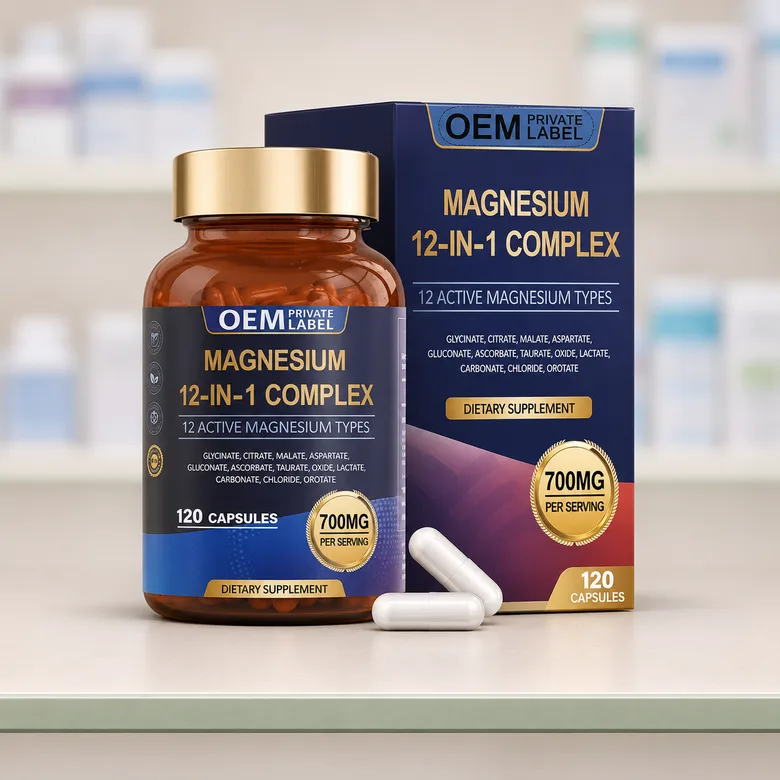 OEM PRIVATE LABEL
MAGNESIUM
12-IN-1 COMPLEX
12 ACTIVE MAGNESIUM TYPES
GLYCINATE, CITRATE, MALATE, ASPARTATE,
GLUCONATE, ASCORBATE, TAURATE, OXIDE, LACTATE,
CARBONATE, CHLORIDE, OROTATE
120 CAPSULES
700MG
PER SERVING
DIETARY SUPPLEMENT
OEM PRIVATE LABEL
MAGNESIUM
12-IN-1 COMPLEX
12 ACTIVE MAGNESIUM TYPES
GLYCINATE, CITRATE, MALATE, ASPARTATE,
GLUCONATE, ASCORBATE, TAURATE, OXIDE, LACTATE,
CARBONATE, CHLORIDE, OROTATE
DIETARY SUPPLEMENT
700MG
PER SERVING
120
CAPSULES